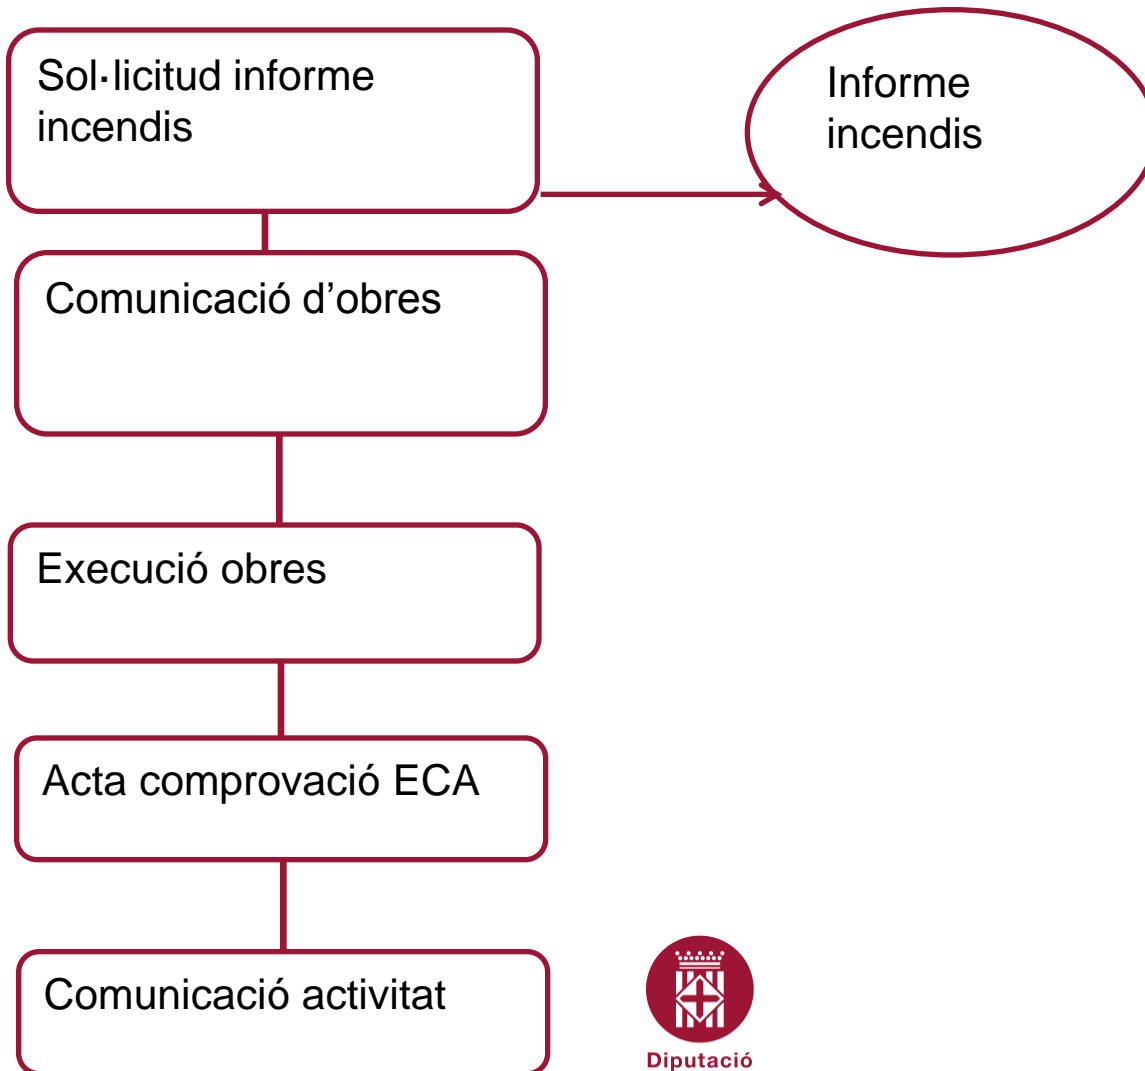 Sol·licitud informe
incendis
Informe
incendis
Comunicació d’obres
Execució obres
Acta comprovació ECA
Comunicació activitat
Diputació